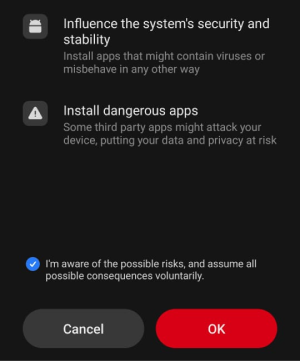 Influence the system's security and
stability
Install apps that might contain viruses or
misbehave in any other way
Install dangerous apps
Some third party apps might attack your
device, putting your data and privacy at risk
I'm aware of the possible risks, and assume all
possible consequences voluntarily.
Cancel
OK